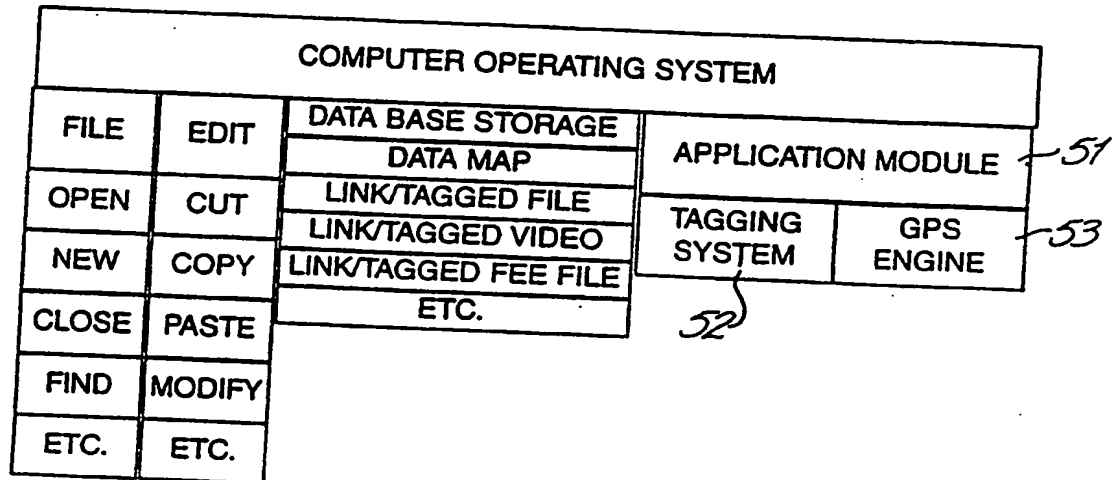 COMPUTER OPERATING SYSTEM
FILE
OPEN
NEW
CLOSE
FIND
ETC.
EDIT
CUT
COPY
PASTE
MODIFY
ETC.
DATA BASE STORAGE
DATA MAP
LINK/TAGGED FILE
LINK/TAGGED VIDEO
LINK/TAGGED FEE FILE
ETC.
APPLICATION MODULE
51
TAGGING
SYSTEM
52
GPS
ENGINE
53